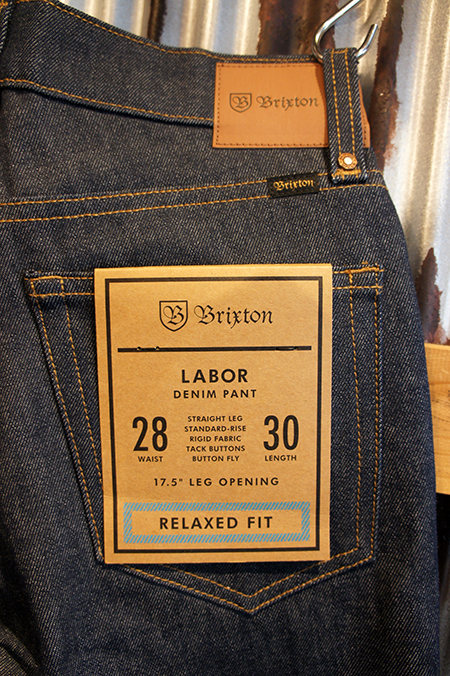 B Brixton
Brixton
B Brixton
LABOR
DENIM PANT
28
WAIST
STRAIGHT LEG
STANDARD-RISE
RIGID FABRIC
TACK BUTTONS
BUTTON FLY
30
LENGTH
17.5" LEG OPENING
RELAXED FIT